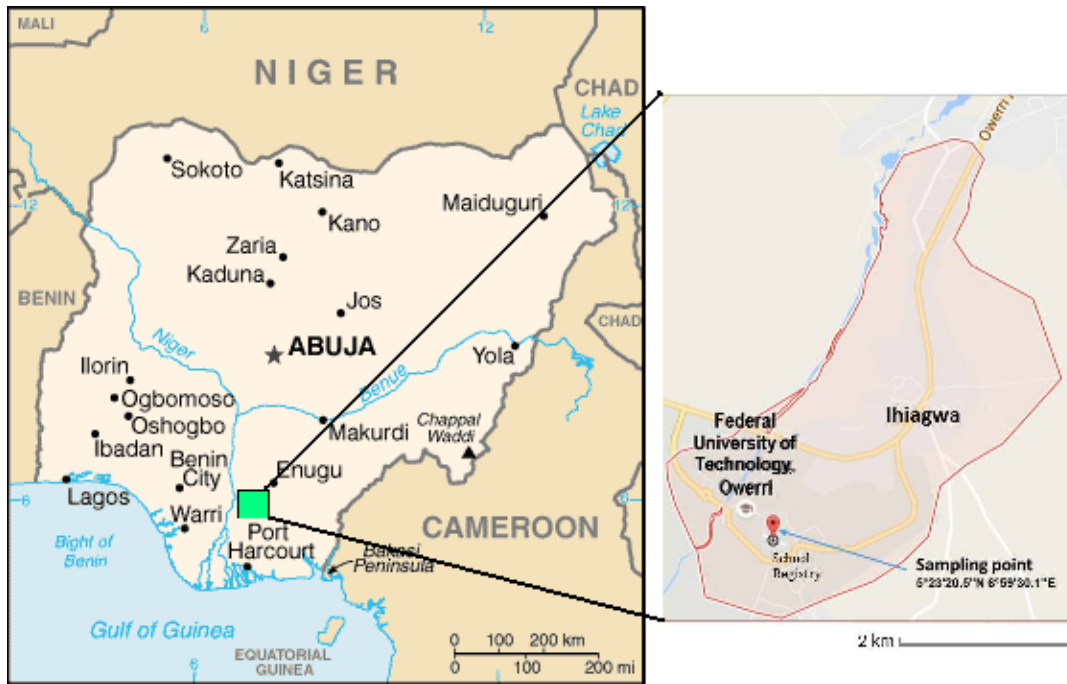 MALI
6
12
NIGER
CHAD
Lake
Chad
Sokoto
Katsina
Maiduguri
12
12
Kano
Zaria
Kaduna
BENIN
Jos
CHAD
Niger
ABUJA
Yola
Benue
Ilorin
Ogbomoso
Oshogbo
Ibadan
Chappal
Waddi
Makurdi
Benin
City
Enugu
Lagos
6
6
Warri
CAMEROON
Port
Harcourt
Bight of
Benin
Bakasi
Peninsula
Gulf of Guinea
EQUATORIAL
GUINEA
6
0 100 200 km
0 100 200 mi
Owerri
Ihiagwa
Federal
University of
Technology,
Owerri
School
Registry
Sampling point
5°23'20.5"N 6°59'30.1"E
2 km